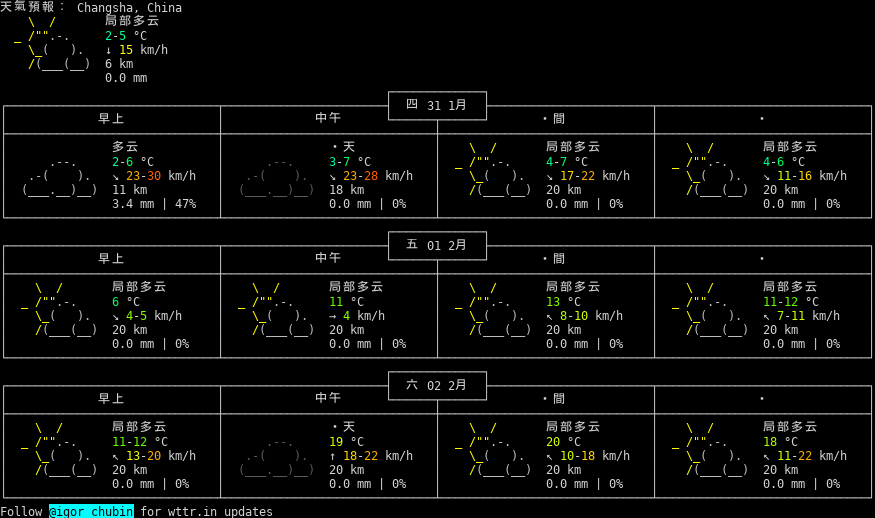 天氣預報： Changsha, China
局部多云
2-5 °C
↓ 15 km/h
6 km
0.0 mm
四 31 1月
早上 中午 ・間 ・
多云 ・天 局部多云 局部多云
2-6 °C 3-7 °C 4-7 °C 4-6 °C
↘ 23-30 km/h ↘ 23-28 km/h ↘ 17-22 km/h ↘ 11-16 km/h
11 km 18 km 20 km 20 km
3.4 mm | 47% 0.0 mm | 0% 0.0 mm | 0% 0.0 mm | 0%
五 01 2月
早上 中午 ・間 ・
局部多云 局部多云 局部多云 局部多云
6 °C 11 °C 13 °C 11-12 °C
↘ 4-5 km/h → 4 km/h ↖ 8-10 km/h ↖ 7-11 km/h
20 km 20 km 20 km 20 km
0.0 mm | 0% 0.0 mm | 0% 0.0 mm | 0% 0.0 mm | 0%
六 02 2月
早上 中午 ・間 ・
局部多云 ・天 局部多云 局部多云
11-12 °C 19 °C 20 °C 18 °C
↖ 13-20 km/h ↑ 18-22 km/h ↖ 10-18 km/h ↖ 11-22 km/h
20 km 20 km 20 km 20 km
0.0 mm | 0% 0.0 mm | 0% 0.0 mm | 0% 0.0 mm | 0%
Follow @igor_chubin for wttr.in updates